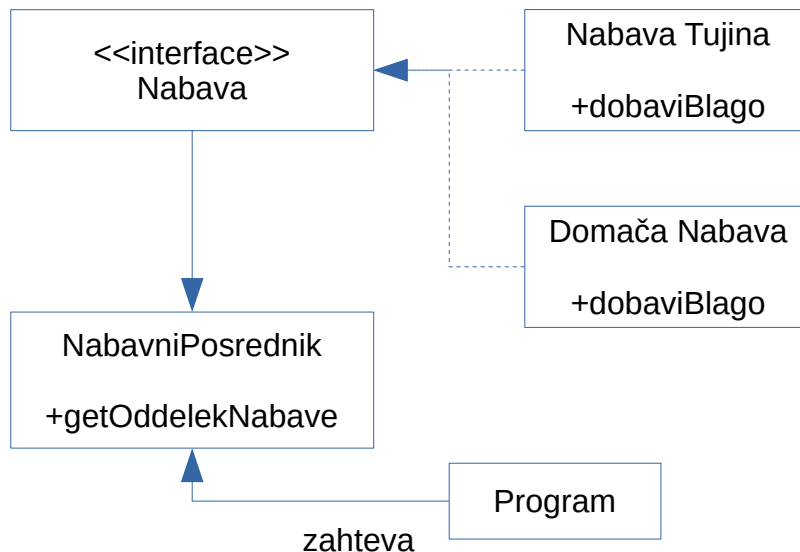 <<interface>>
Nabava
Nabava Tujina
+dobaviBlago
Domača Nabava
+dobaviBlago
NabavniPosrednik
+getOddelekNabave
Program
zahteva